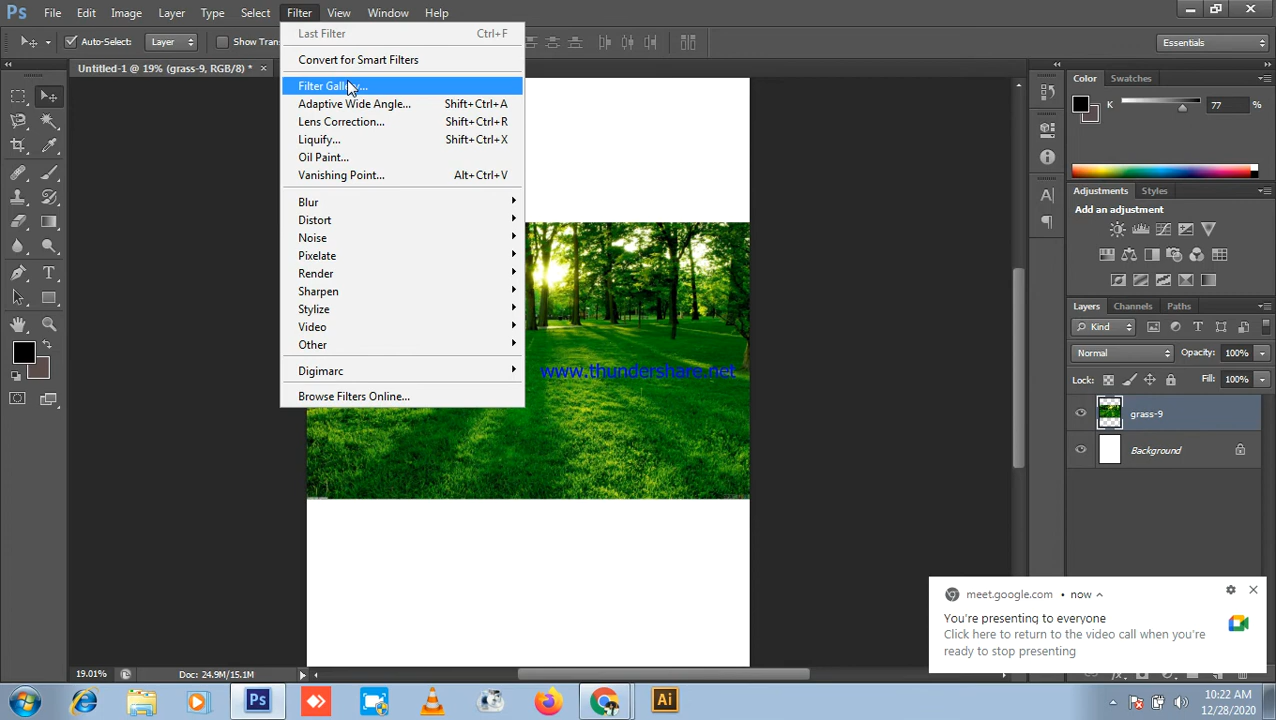 Ps File Edit Image Layer Type Select Filter View Window Help
Auto-Select: Layer Show Essentials
Untitled-1 @ 19% (grass-9, RGB/8) * ×
Last Filter Ctrl+F
Convert for Smart Filters
Filter Gallery...
Adaptive Wide Angle... Shift+Ctrl+A
Lens Correction... Shift+Ctrl+R
Liquify... Shift+Ctrl+X
Oil Paint...
Vanishing Point... Alt+Ctrl+V
Blur
Distort
Noise
Pixelate
Render
Sharpen
Stylize
Video
Other
Digimarc
Browse Filters Online...
www.thundershare.net
Color Swatches
K 77 %
Adjustments Styles
Add an adjustment
Layers Channels Paths
Kind
Normal Opacity: 100%
Lock: Fill: 100%
grass-9
Background
meet.google.com • now
You're presenting to everyone
Click here to return to the video call when you're
ready to stop presenting
19.01% Doc: 24.9M/15.1M
Ps Ai
10:22 AM
12/28/2020